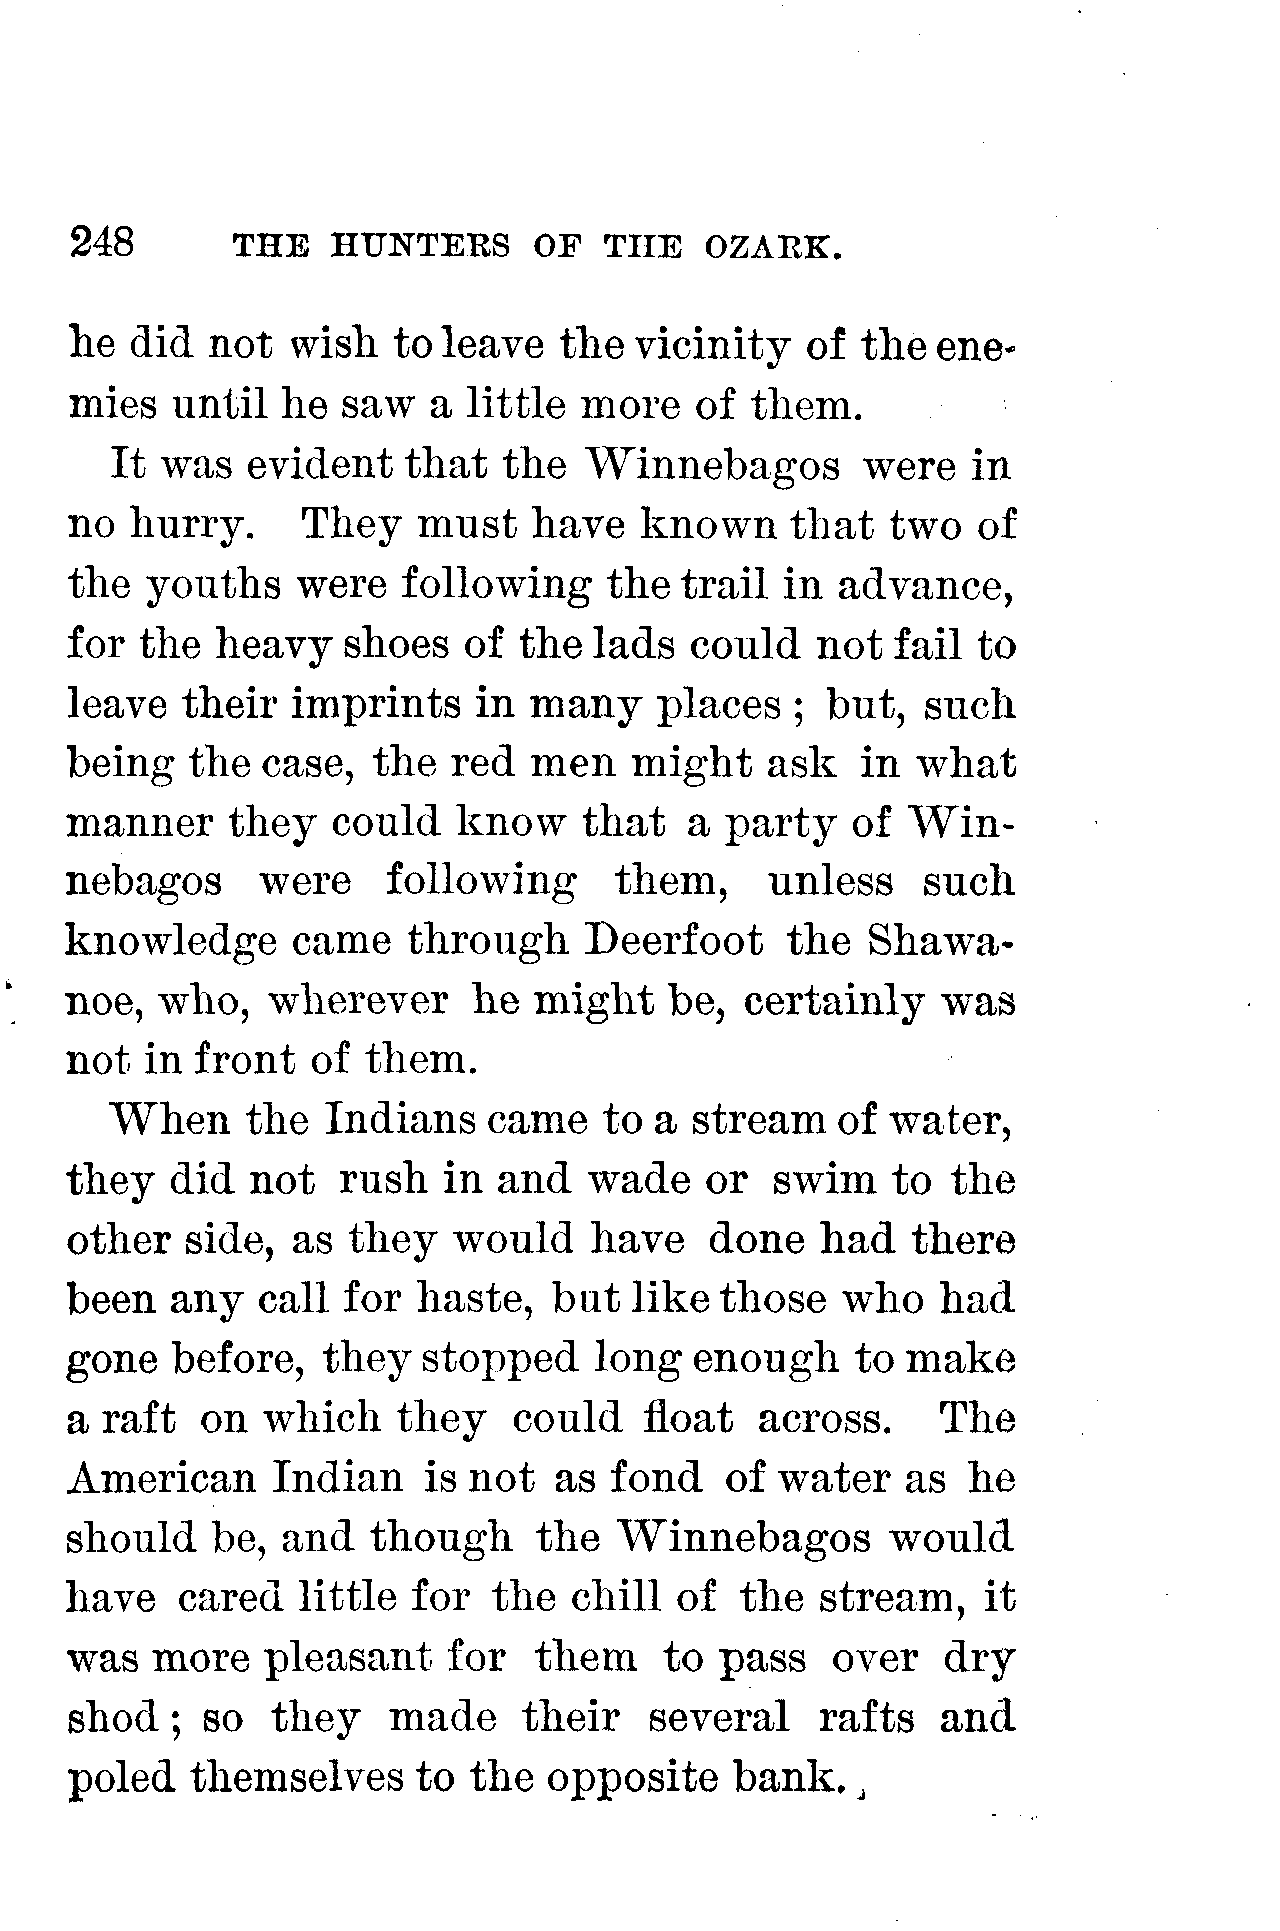 248 THE HUNTERS OF THE OZARK.
he did not wish to leave the vicinity of the ene-
mies until he saw a little more of them.
It was evident that the Winnebagos were in
no hurry. They must have known that two of
the youths were following the trail in advance,
for the heavy shoes of the lads could not fail to
leave their imprints in many places ; but, such
being the case, the red men might ask in what
manner they could know that a party of Win-
nebagos were following them, unless such
knowledge came through Deerfoot the Shawa-
noe, who, wherever he might be, certainly was
not in front of them.
When the Indians came to a stream of water,
they did not rush in and wade or swim to the
other side, as they would have done had there
been any call for haste, but like those who had
gone before, they stopped long enough to make
a raft on which they could float across. The
American Indian is not as fond of water as he
should be, and though the Winnebagos would
have cared little for the chill of the stream, it
was more pleasant for them to pass over dry
shod ; so they made their several rafts and
poled themselves to the opposite bank.